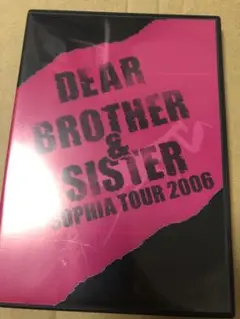 DEAR
BROTHER
&
SISTER
SOPHIA TOUR 2006